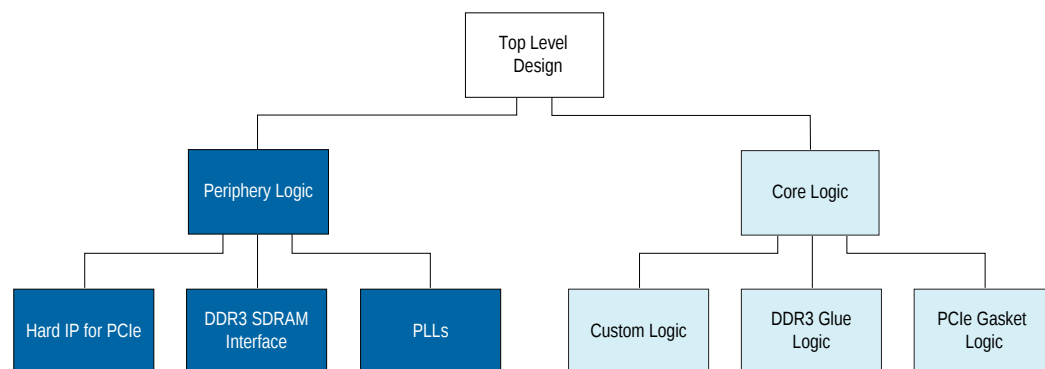 Top Level
Design
Periphery Logic
Core Logic
Hard IP for PCIe
DDR3 SDRAM
Interface
PLLs
Custom Logic
DDR3 Glue
Logic
PCIe Gasket
Logic